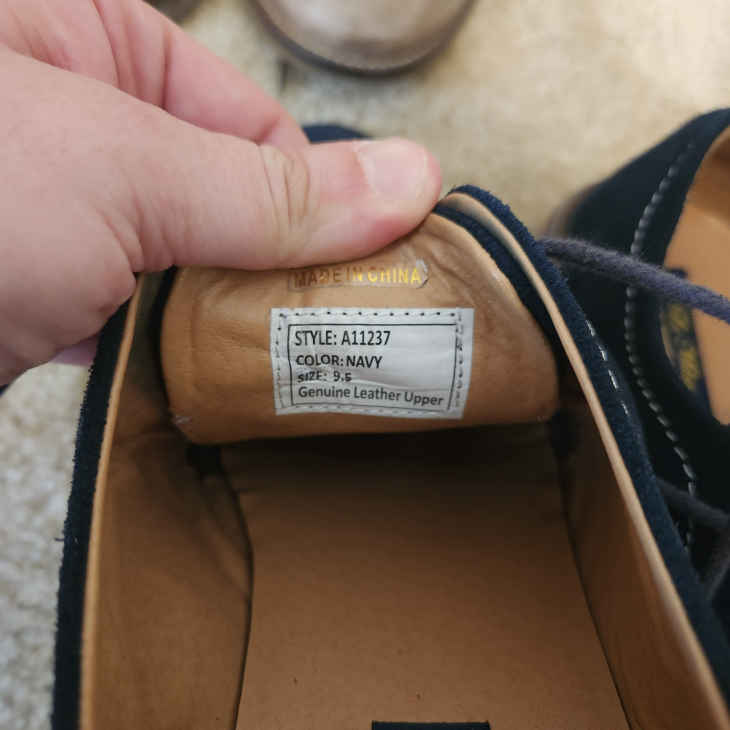 MADE IN CHINA
STYLE: A11237
COLOR: NAVY
SIZE: 9.5
Genuine Leather Upper